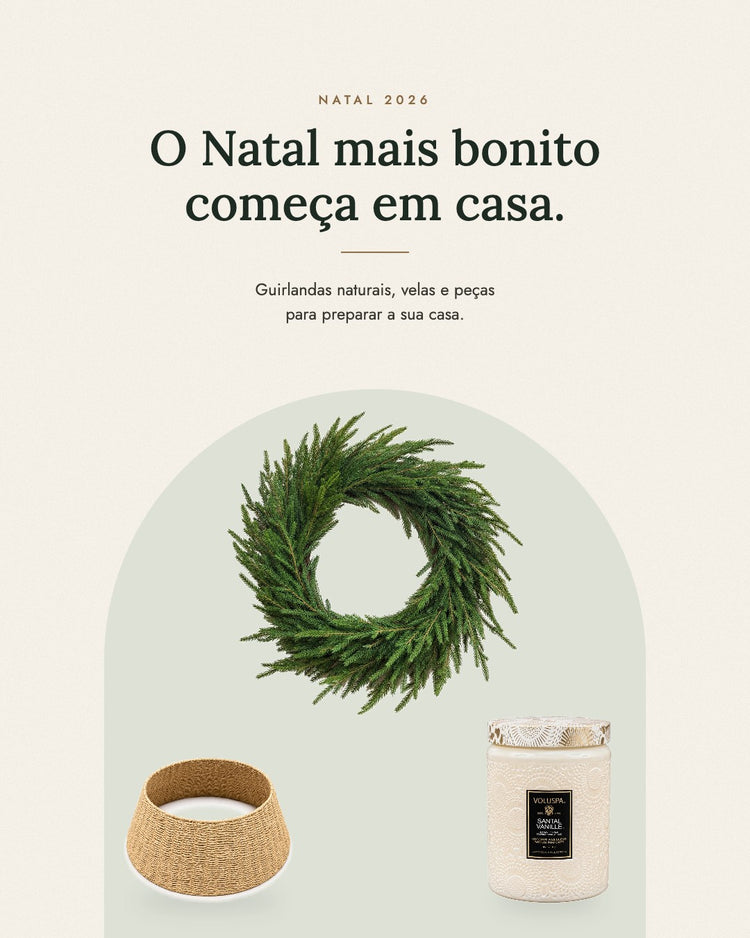 NATAL 2026
O Natal mais bonito
começa em casa.
Guirlandas naturais, velas e peças
para preparar a sua casa.
VOLUSPA
SANTAL
VANILLE